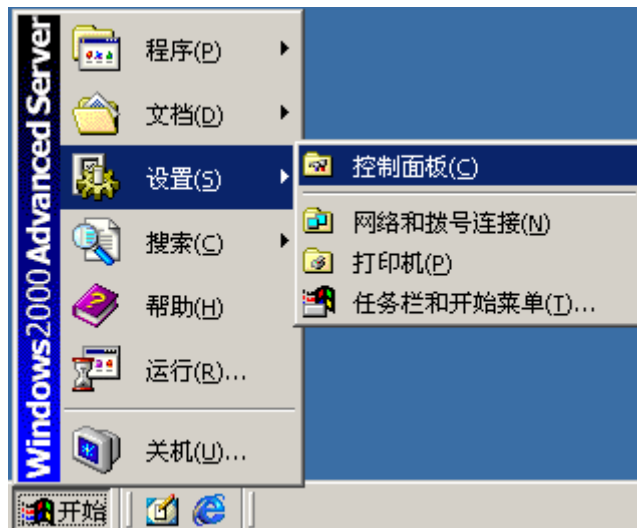 Windows2000 Advanced Server
程序(P)
文档(D)
设置(S)
搜索(C)
帮助(H)
运行(R)...
关机(U)...
控制面板(C)
网络和拨号连接(N)
打印机(P)
任务栏和开始菜单(T)...
开始